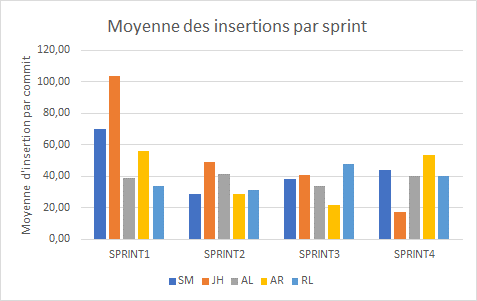 Moyenne des insertions par sprint
Moyenne d'insertion par commit
120,00
100,00
80,00
60,00
40,00
20,00
0,00
SPRINT1 SPRINT2 SPRINT3 SPRINT4
SM JH AL AR RL